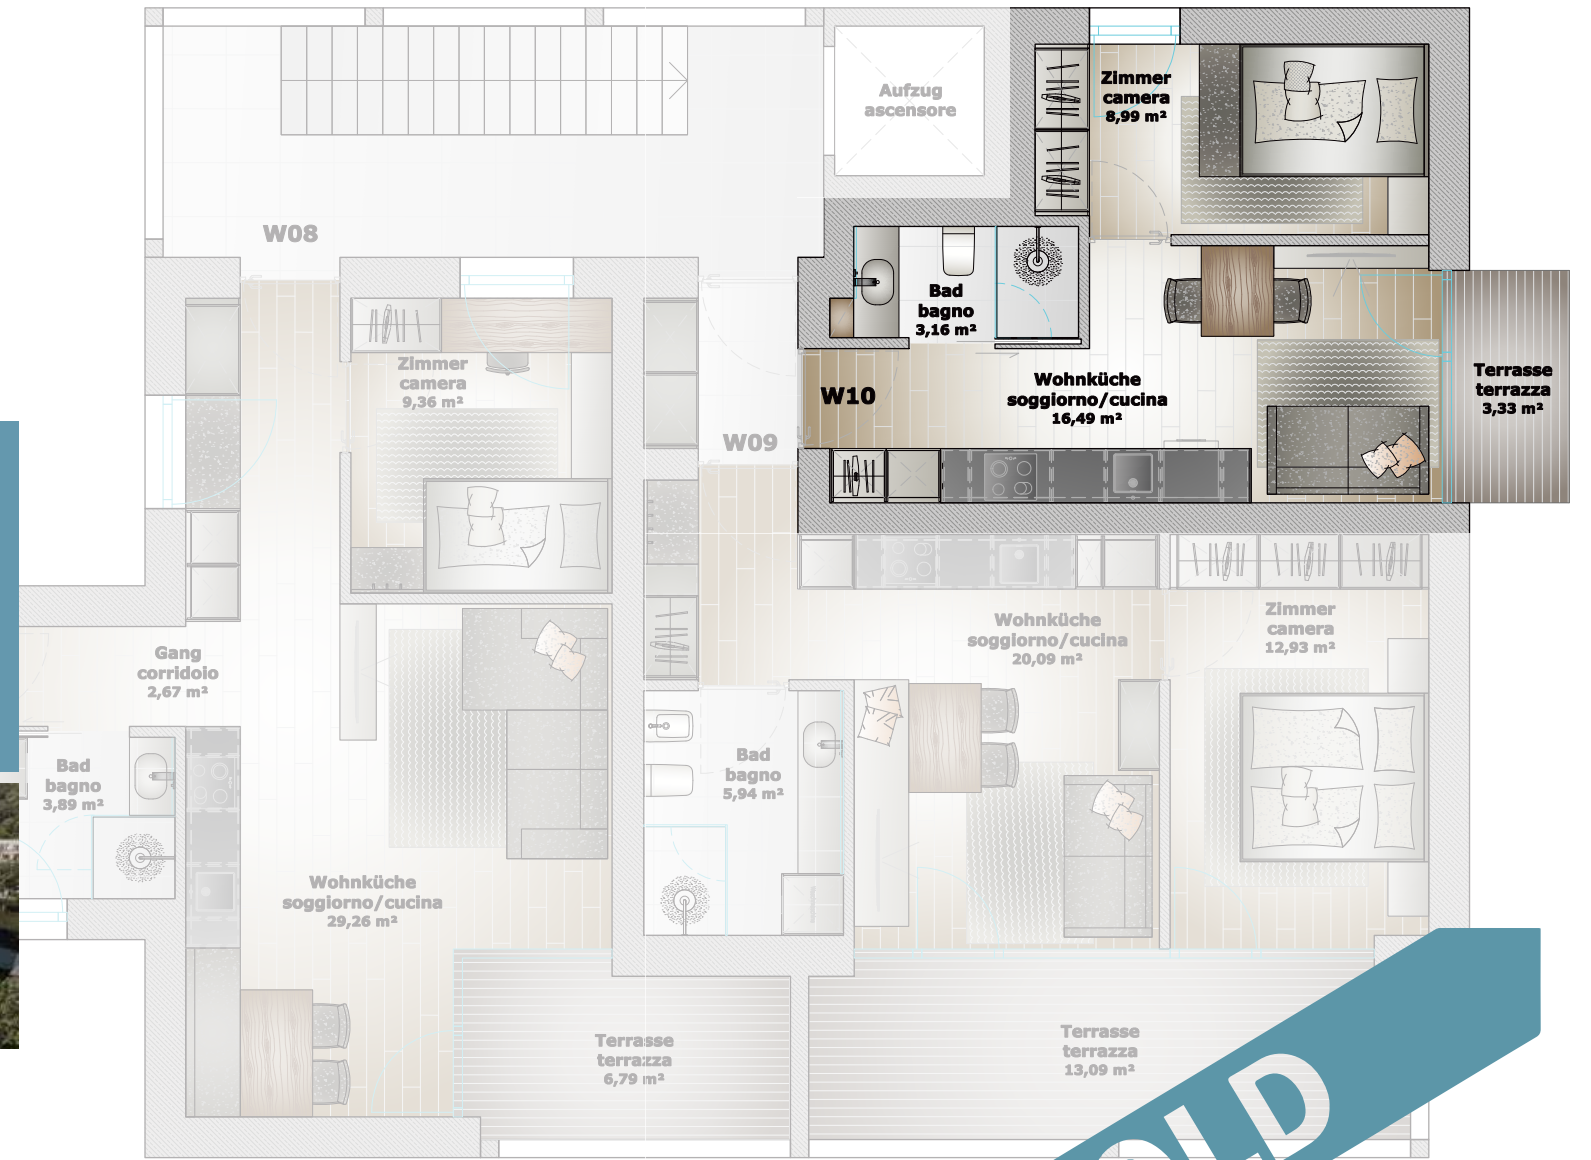 Aufzug
ascensore
Zimmer
camera
8,99 m²
W08
Bad
bagno
3,16 m²
Zimmer
camera
9,36 m²
W10
Wohnküche
soggiorno/cucina
16,49 m²
Terrasse
terrazza
3,33 m²
W09
Wohnküche
soggiorno/cucina
20,09 m²
Zimmer
camera
12,93 m²
Gang
corridoio
2,67 m²
Bad
bagno
3,89 m²
Bad
bagno
5,94 m²
Wohnküche
soggiorno/cucina
29,26 m²
Terrasse
terrazza
6,79 m²
Terrasse
terrazza
13,09 m²